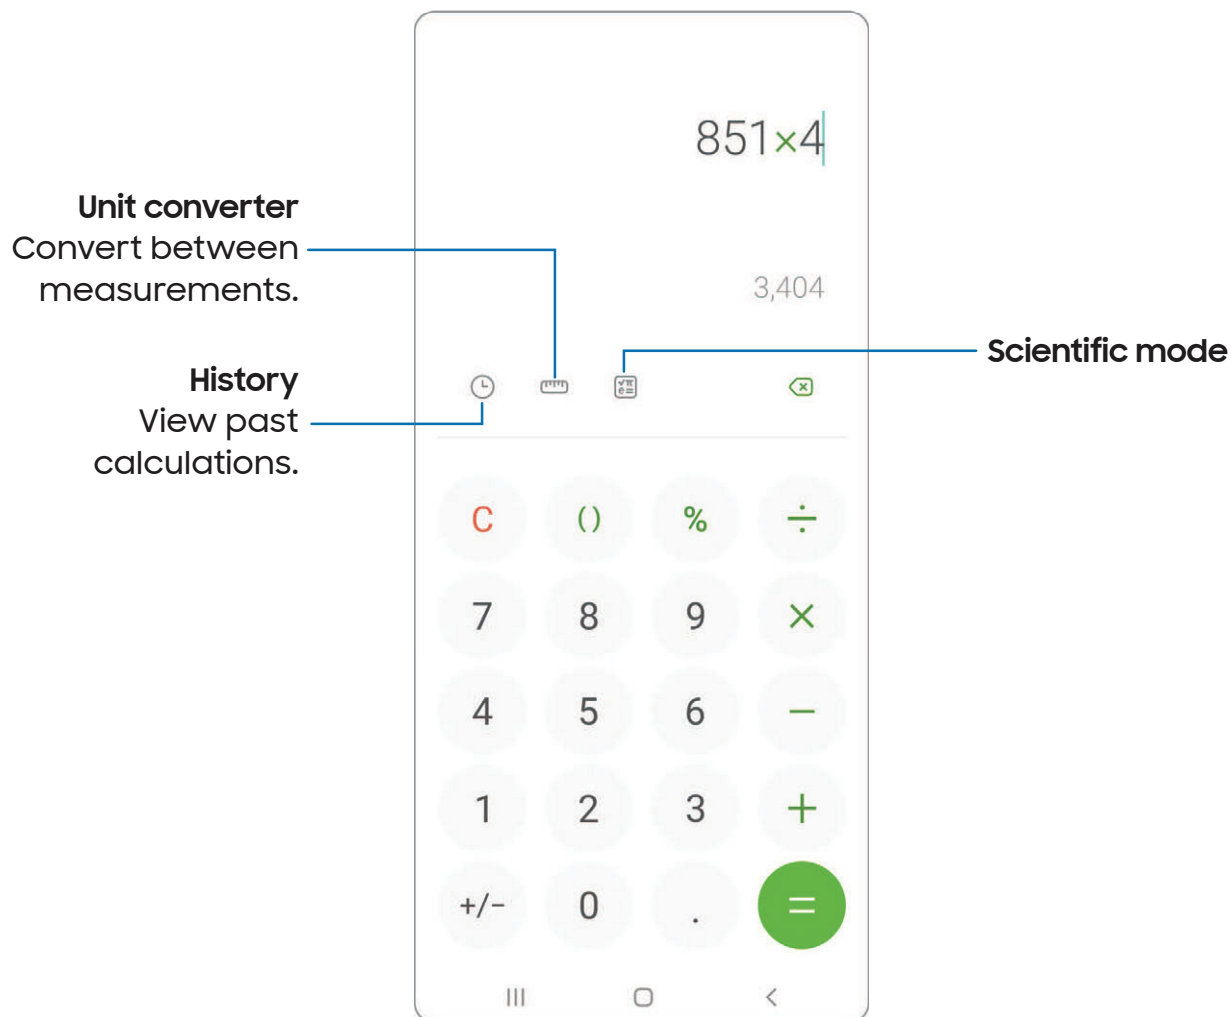 851×4
Unit converter
Convert between
measurements.
3,404
Scientific mode
History
View past
calculations.
√π
e=
C
()
%
÷
7
8
9
×
4
5
6
−
1
2
3
+
+/−
0
.
=